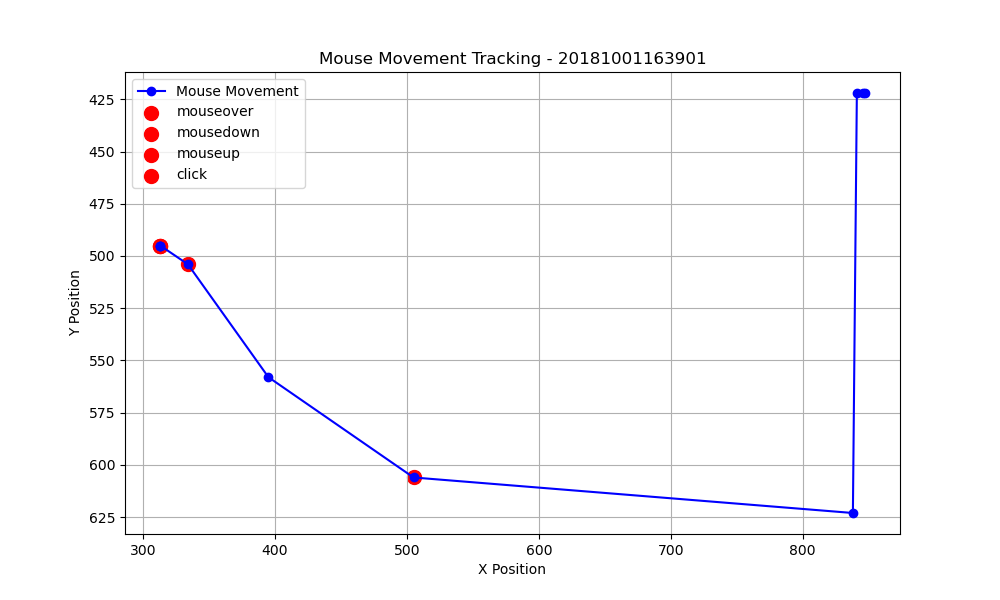 Mouse Movement Tracking - 20181001163901
Mouse Movement
mouseover
mousedown
mouseup
click
425
450
475
500
525
550
575
600
625
Y Position
300 400 500 600 700 800
X Position